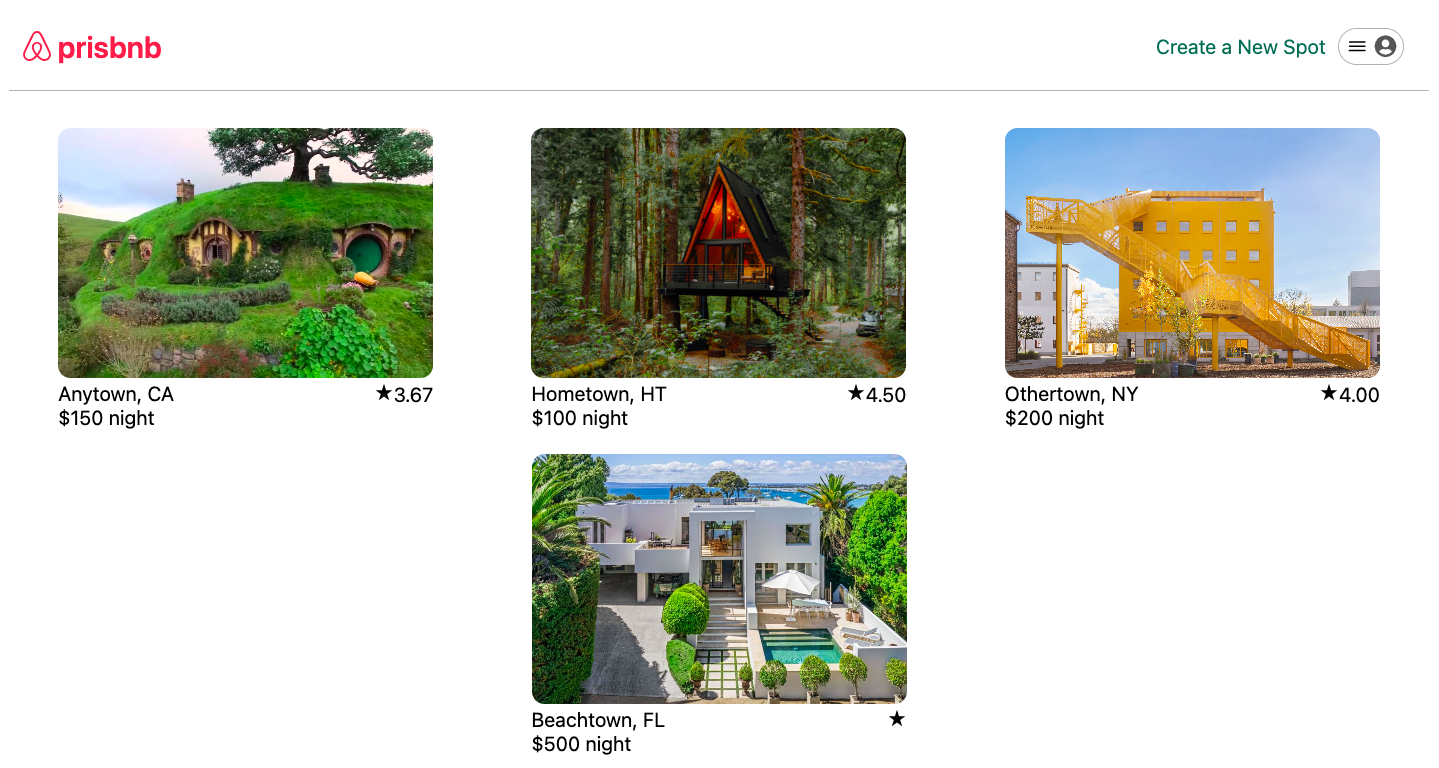 prisbnb
Create a New Spot
Anytown, CA ★3.67
$150 night
Hometown, HT ★4.50
$100 night
Othertown, NY ★4.00
$200 night
Beachtown, FL ★
$500 night